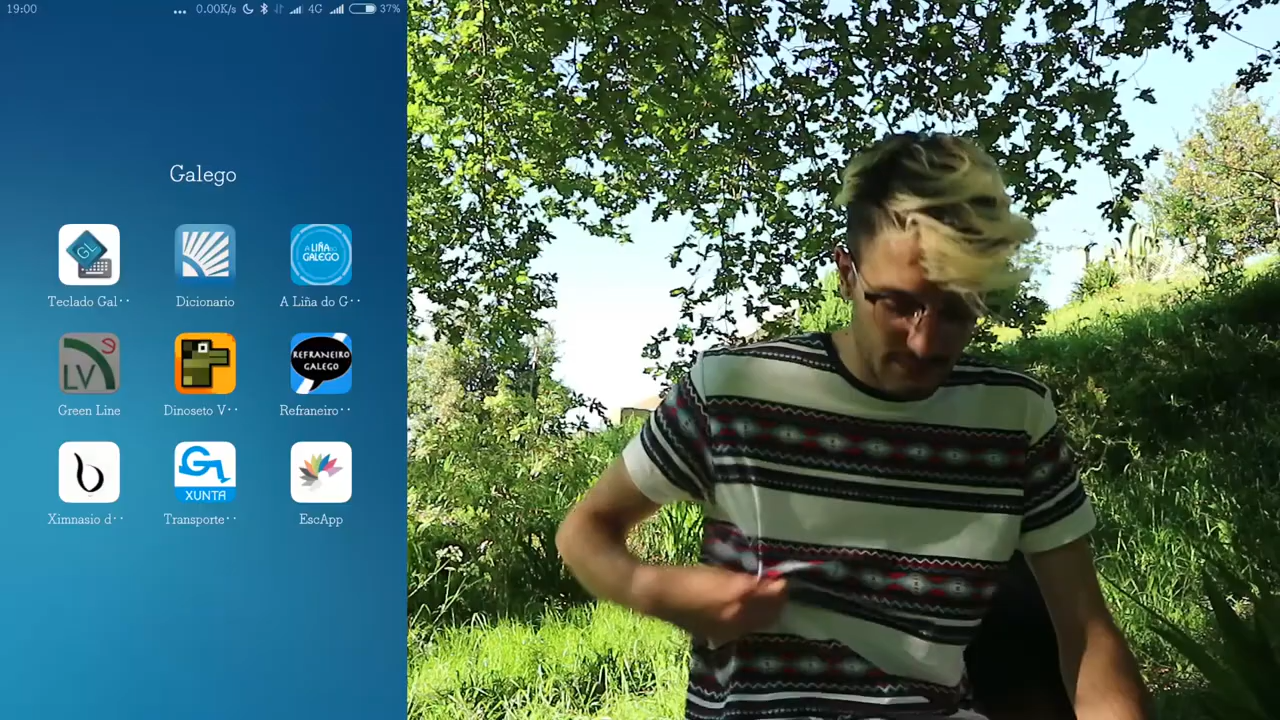 19:00 ... 0.00K/s 4G 37%
Galego
GL
A LIÑA DO GALEGO
Teclado Gal··
Dicionario
A Liña do G··
LV e
REFRANEIRO
GALEGO
Green Line
Dinoseto V··
Refraneiro··
XUNTA
Ximnasio d··
Transporte··
EscApp